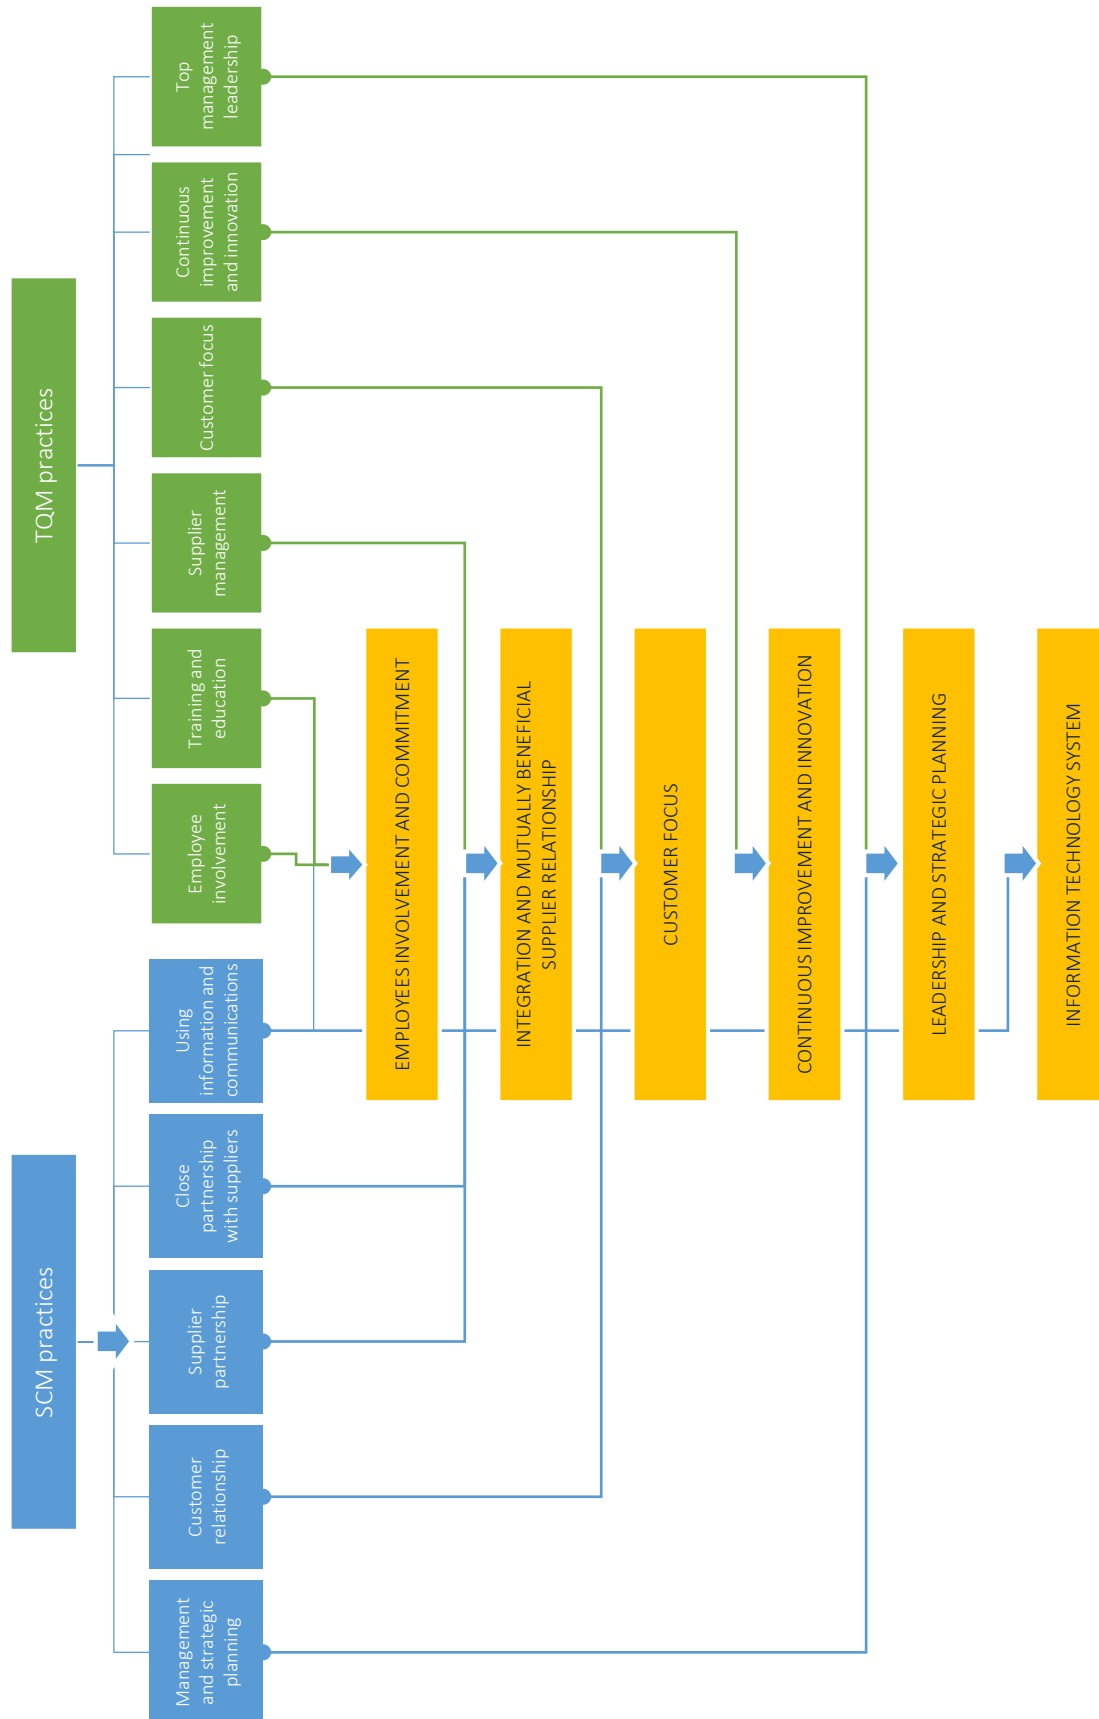 SCM practices
TQM practices
Management
and strategic
planning
Customer
relationship
Supplier
partnership
Close
partnership
with suppliers
Using
information and
communications
Employee
involvement
Training and
education
Supplier
management
Customer focus
Continuous
improvement
and innovation
Top
management
leadership
EMPLOYEES INVOLVEMENT AND COMMITMENT
INTEGRATION AND MUTUALLY BENEFICIAL
SUPPLIER RELATIONSHIP
CUSTOMER FOCUS
CONTINUOUS IMPROVEMENT AND INNOVATION
LEADERSHIP AND STRATEGIC PLANNING
INFORMATION TECHNOLOGY SYSTEM